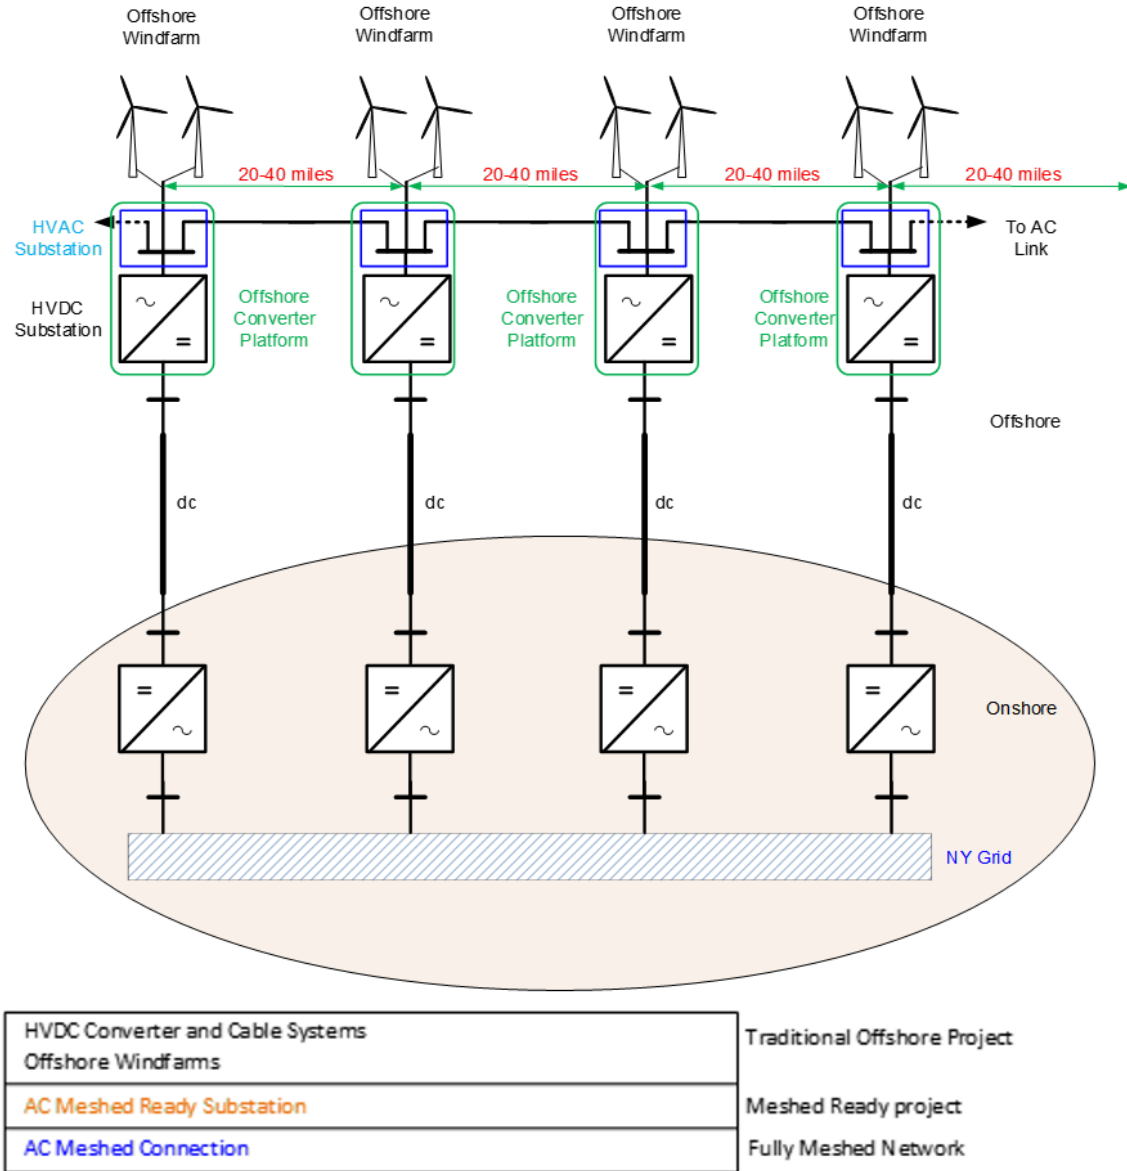 Offshore
Windfarm
Offshore
Windfarm
Offshore
Windfarm
Offshore
Windfarm
20-40 miles
20-40 miles
20-40 miles
20-40 miles
HVAC
Substation
To AC
Link
HVDC
Substation
Offshore
Converter
Platform
Offshore
Converter
Platform
Offshore
Converter
Platform
Offshore
dc
dc
dc
dc
Onshore
NY Grid
HVDC Converter and Cable Systems
Offshore Windfarms
Traditional Offshore Project
AC Meshed Ready Substation
Meshed Ready project
AC Meshed Connection
Fully Meshed Network